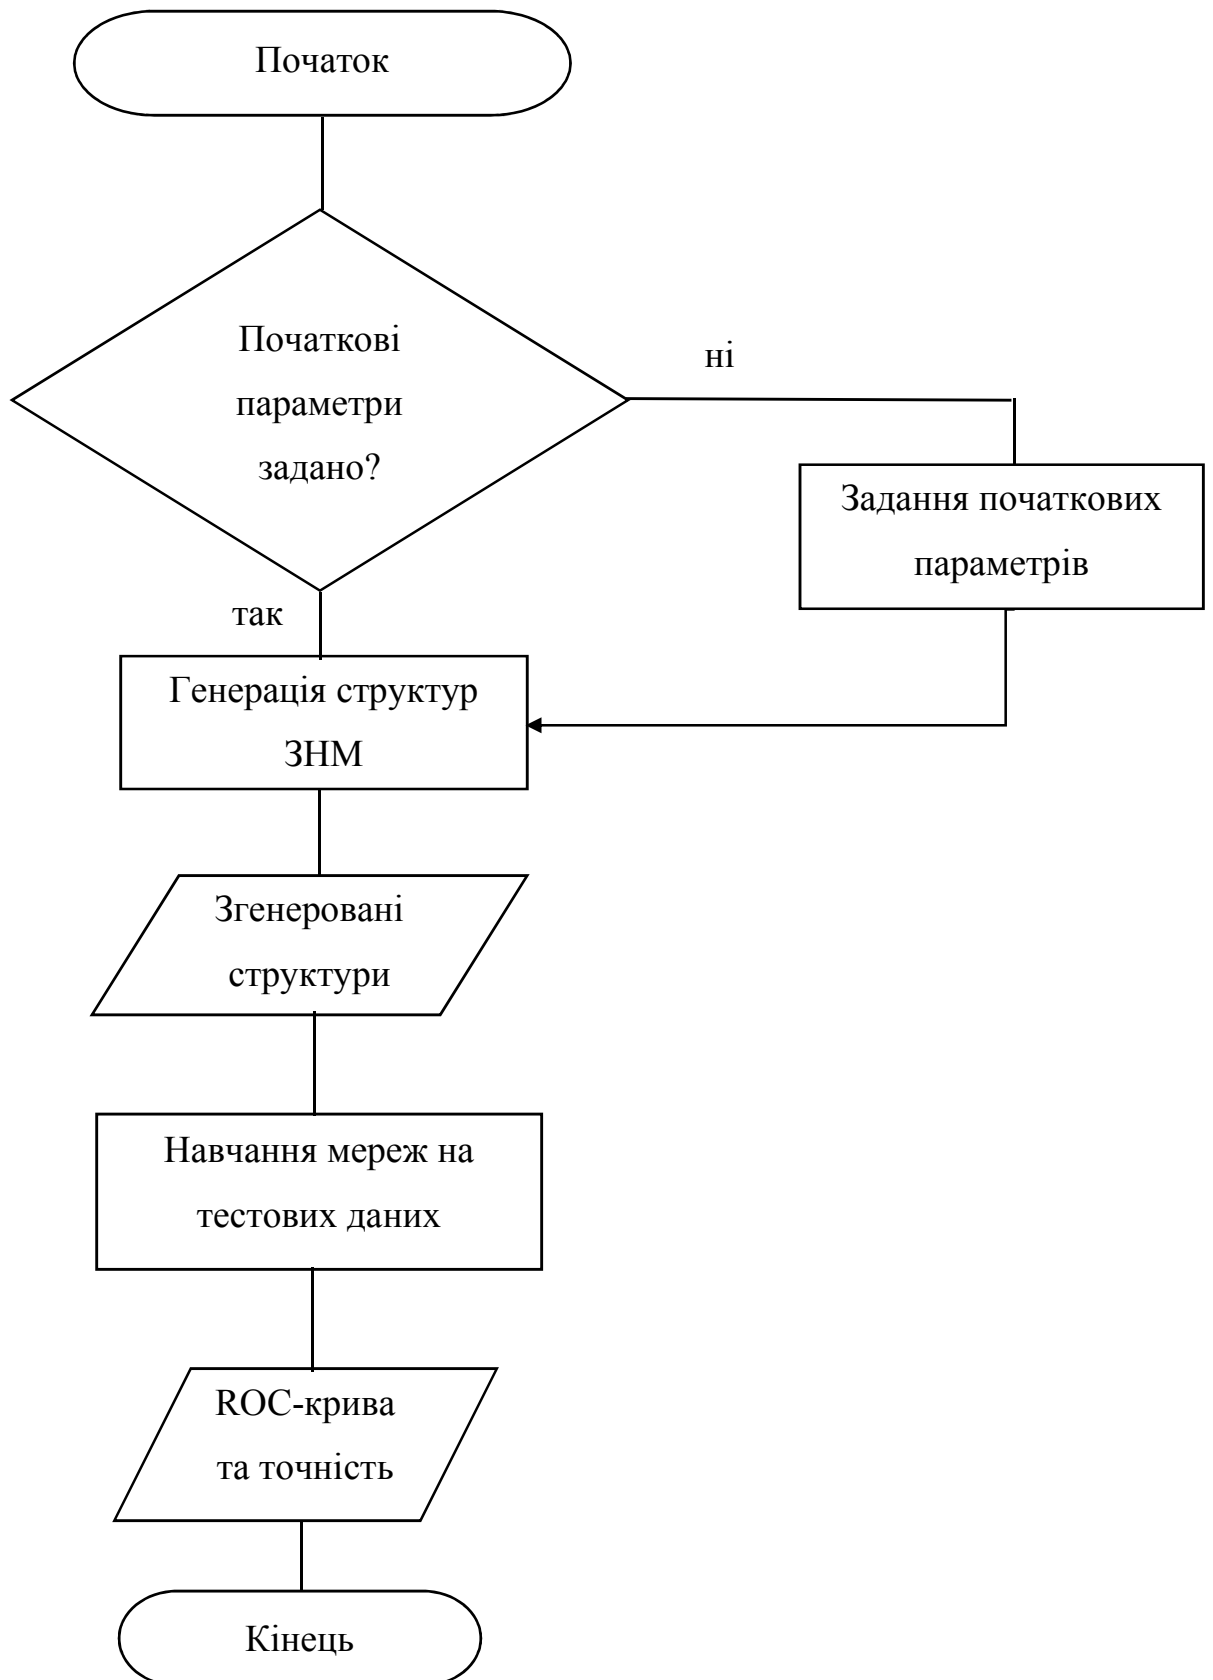 Початок
Початкові
параметри
задано?
ні
Задання початкових
параметрів
так
Генерація структур
ЗНМ
Згенеровані
структури
Навчання мереж на
тестових даних
ROC-крива
та точність
Кінець